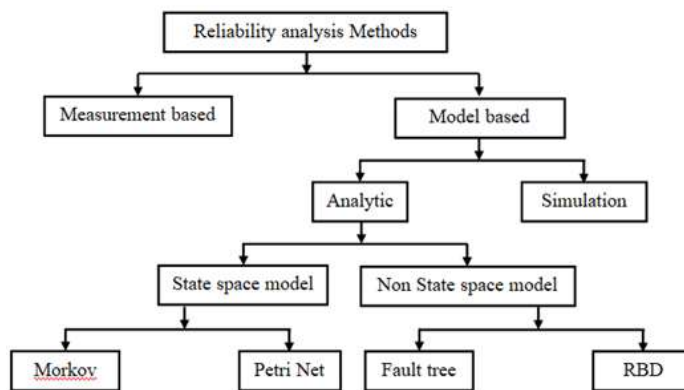 Reliability analysis Methods
Measurement based
Model based
Analytic
Simulation
State space model
Non State space model
Morkov
Petri Net
Fault tree
RBD